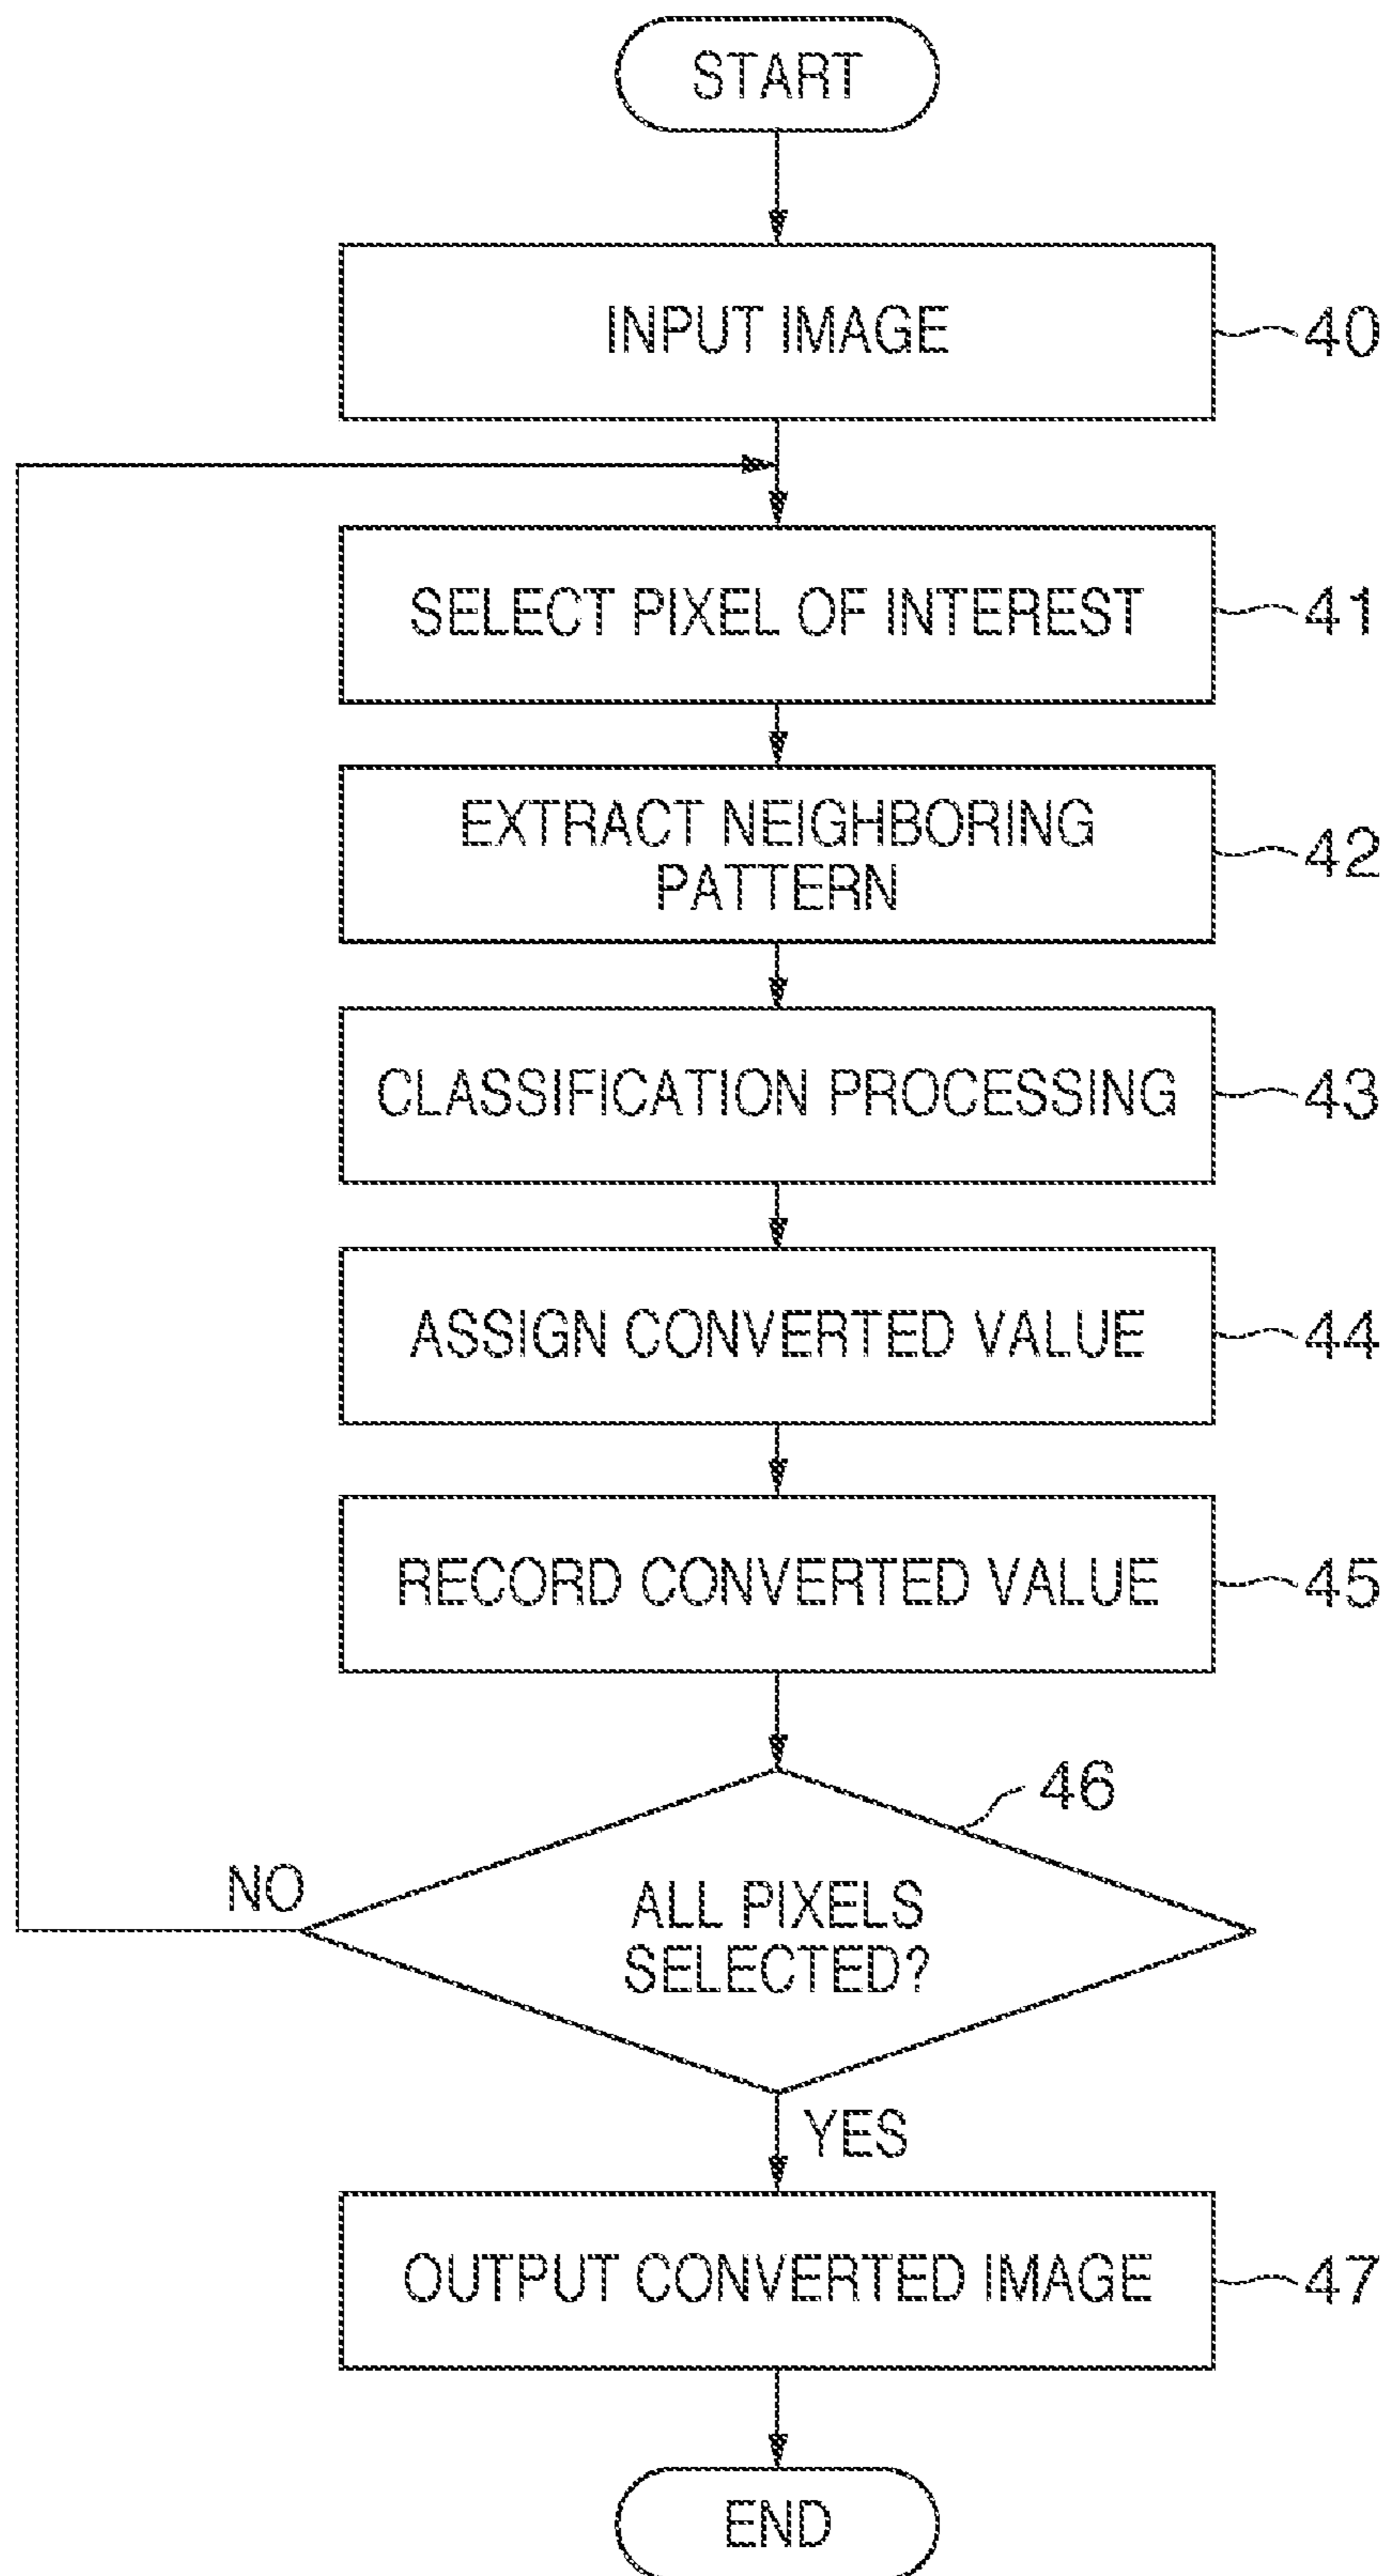 START
INPUT IMAGE
40
SELECT PIXEL OF INTEREST
41
EXTRACT NEIGHBORING
PATTERN
42
CLASSIFICATION PROCESSING
43
ASSIGN CONVERTED VALUE
44
RECORD CONVERTED VALUE
45
46
NO
ALL PIXELS
SELECTED?
YES
OUTPUT CONVERTED IMAGE
47
END